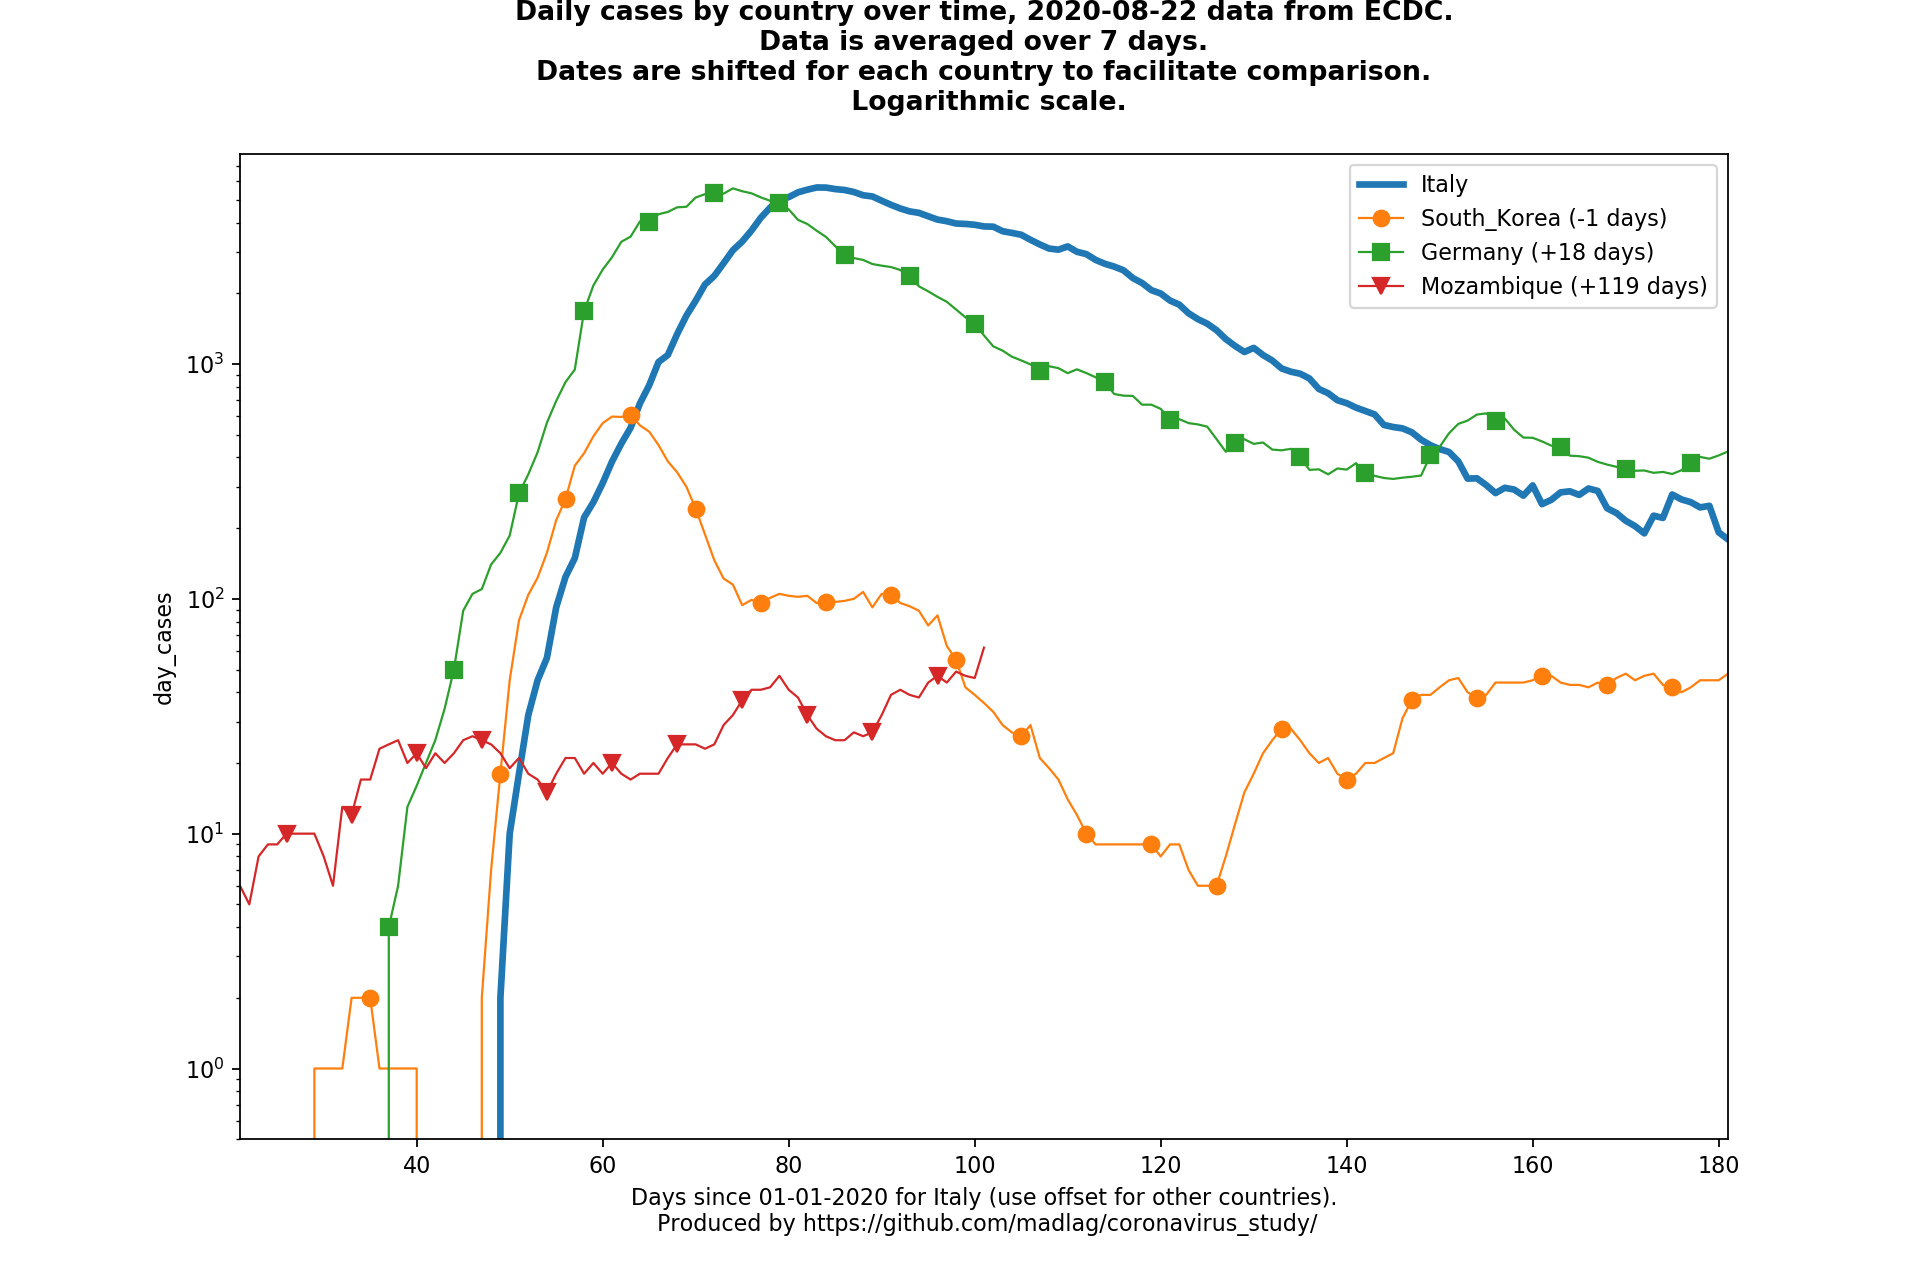 Daily cases by country over time, 2020-08-22 data from ECDC.
Data is averaged over 7 days.
Dates are shifted for each country to facilitate comparison.
Logarithmic scale.
Italy
South_Korea (-1 days)
Germany (+18 days)
Mozambique (+119 days)
10³
10²
10¹
10⁰
day_cases
40 60 80 100 120 140 160 180
Days since 01-01-2020 for Italy (use offset for other countries).
Produced by https://github.com/madlag/coronavirus_study/